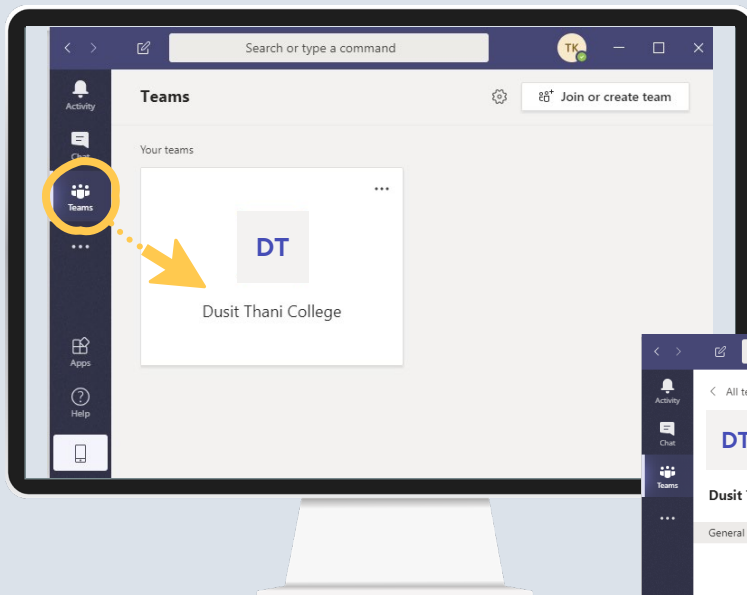 Search or type a command
TK
Activity
Teams
Join or create team
Chat
Your teams
Teams
DT
Dusit Thani College
Apps
Help
Activity
All
Chat
DT
Teams
Dusit
General